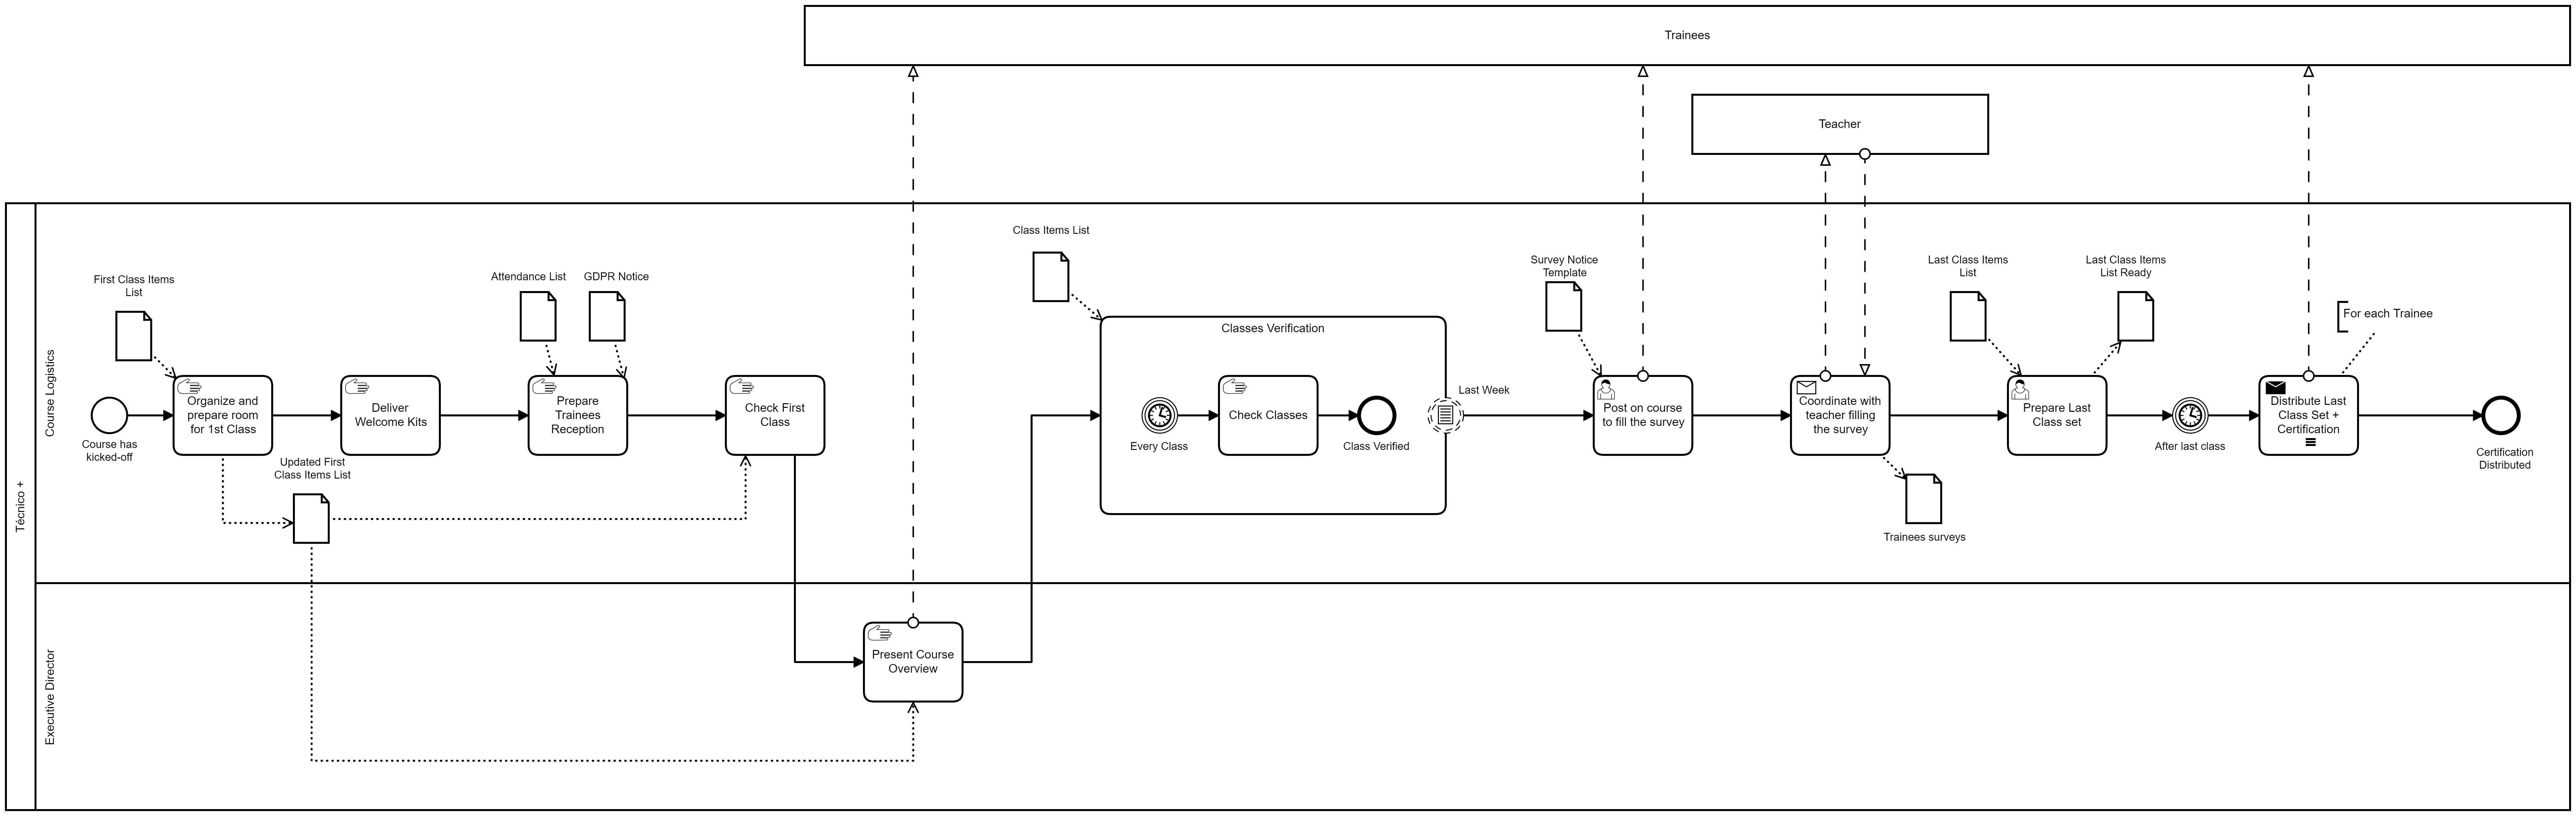 Trainees
Teacher
Técnico +
Course Logistics
Executive Director
Course has
kicked-off
First Class Items
List
Organize and
prepare room
for 1st Class
Updated First
Class Items List
Deliver
Welcome Kits
Attendance List
GDPR Notice
Prepare
Trainees
Reception
Check First
Class
Present Course
Overview
Class Items List
Classes Verification
Every Class
Check Classes
Class Verified
Last Week
Survey Notice
Template
Post on course
to fill the survey
Coordinate with
teacher filling
the survey
Trainees surveys
Last Class Items
List
Last Class Items
List Ready
Prepare Last
Class set
After last class
For each Trainee
Distribute Last
Class Set +
Certification
Certification
Distributed